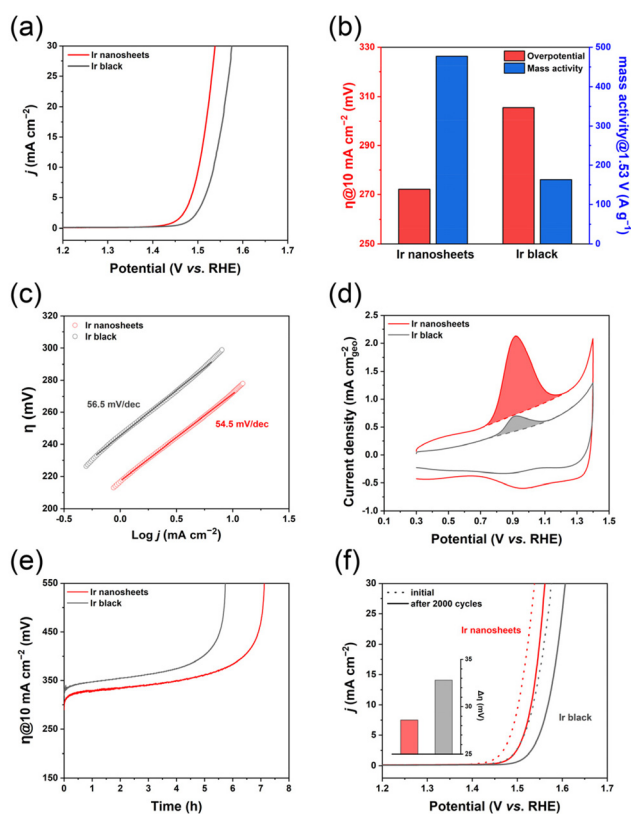 (a)
Ir nanosheets
Ir black
30
25
20
15
10
5
0
j (mA cm⁻²)
1.2 1.3 1.4 1.5 1.6 1.7
Potential (V vs. RHE)
(b)
Overpotential
Mass activity
330
310
290
270
250
η@10 mA cm⁻² (mV)
500
400
300
200
100
0
mass activity@1.53 V (A g⁻¹)
Ir nanosheets Ir black
(c)
Ir nanosheets
Ir black
320
300
280
260
240
220
200
η (mV)
56.5 mV/dec
54.5 mV/dec
-0.5 0.0 0.5 1.0 1.5
Log j (mA cm⁻²)
(d)
Ir nanosheets
Ir black
2.5
2.0
1.5
1.0
0.5
0.0
-0.5
-1.0
Current density (mA cm⁻²geo)
0.3 0.5 0.7 0.9 1.1 1.3 1.5
Potential (V vs. RHE)
(e)
Ir nanosheets
Ir black
550
450
350
250
150
η@10 mA cm⁻² (mV)
0 1 2 3 4 5 6 7 8
Time (h)
(f)
initial
after 2000 cycles
Ir nanosheets
Ir black
30
25
20
15
10
5
0
j (mA cm⁻²)
35
33
31
29
27
25
Δη (mV)
1.2 1.3 1.4 1.5 1.6 1.7
Potential (V vs. RHE)